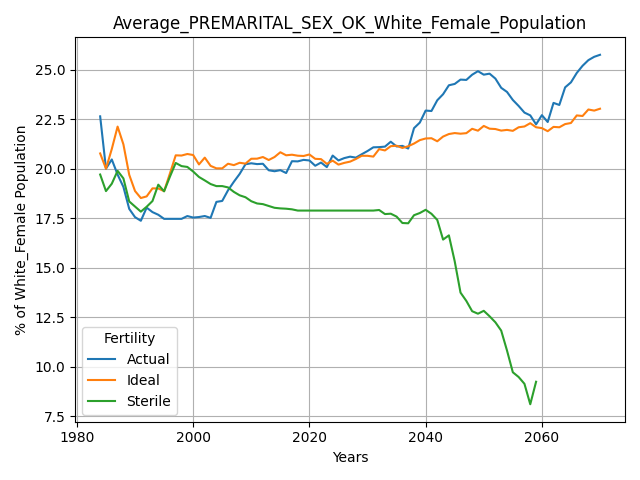 Average_PREMARITAL_SEX_OK_White_Female_Population
% of White_Female Population
25.0
22.5
20.0
17.5
15.0
12.5
10.0
7.5
Fertility
Actual
Ideal
Sterile
1980
2000
2020
2040
2060
Years